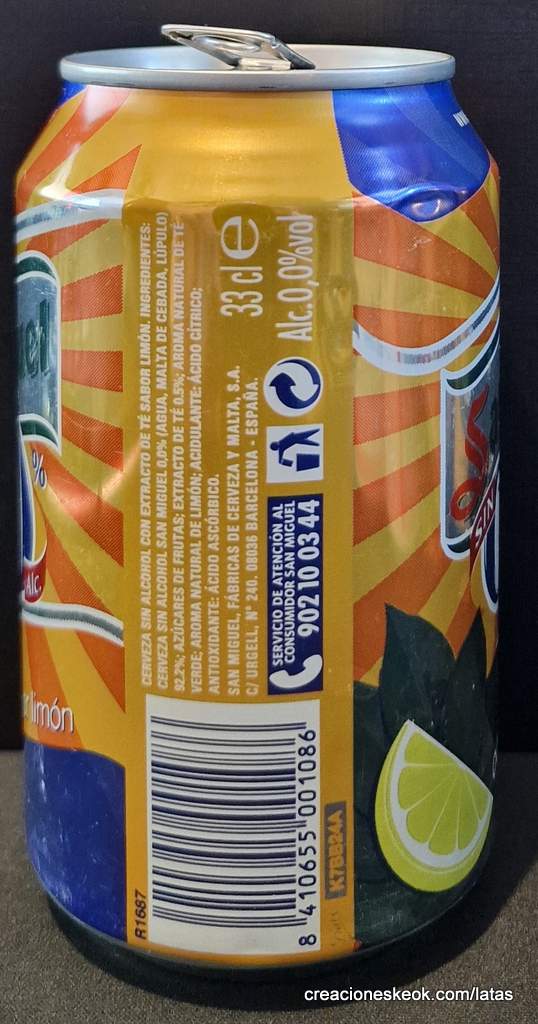 CERVEZA SIN ALCOHOL CON EXTRACTO DE TÉ SABOR LIMÓN. INGREDIENTES:
CERVEZA SIN ALCOHOL SAN MIGUEL 0,0% (AGUA, MALTA DE CEBADA, LÚPULO)
92,2%; AZÚCARES DE FRUTAS; EXTRACTO DE TÉ 0,5%; AROMA NATURAL DE TÉ
VERDE; AROMA NATURAL DE LIMÓN; ACIDULANTE: ÁCIDO CÍTRICO;
ANTIOXIDANTE: ÁCIDO ASCÓRBICO.
SAN MIGUEL, FÁBRICAS DE CERVEZA Y MALTA, S.A.
C/ URGELL, Nº 240. 08036 BARCELONA - ESPAÑA.
33 cl e
Alc.0,0%vol
SERVICIO DE ATENCIÓN AL
CONSUMIDOR SAN MIGUEL
902 10 03 44
8 410655 001086
R1687
K7BB24A
%
Alc.
limón
SIN
creacioneskeok.com/latas